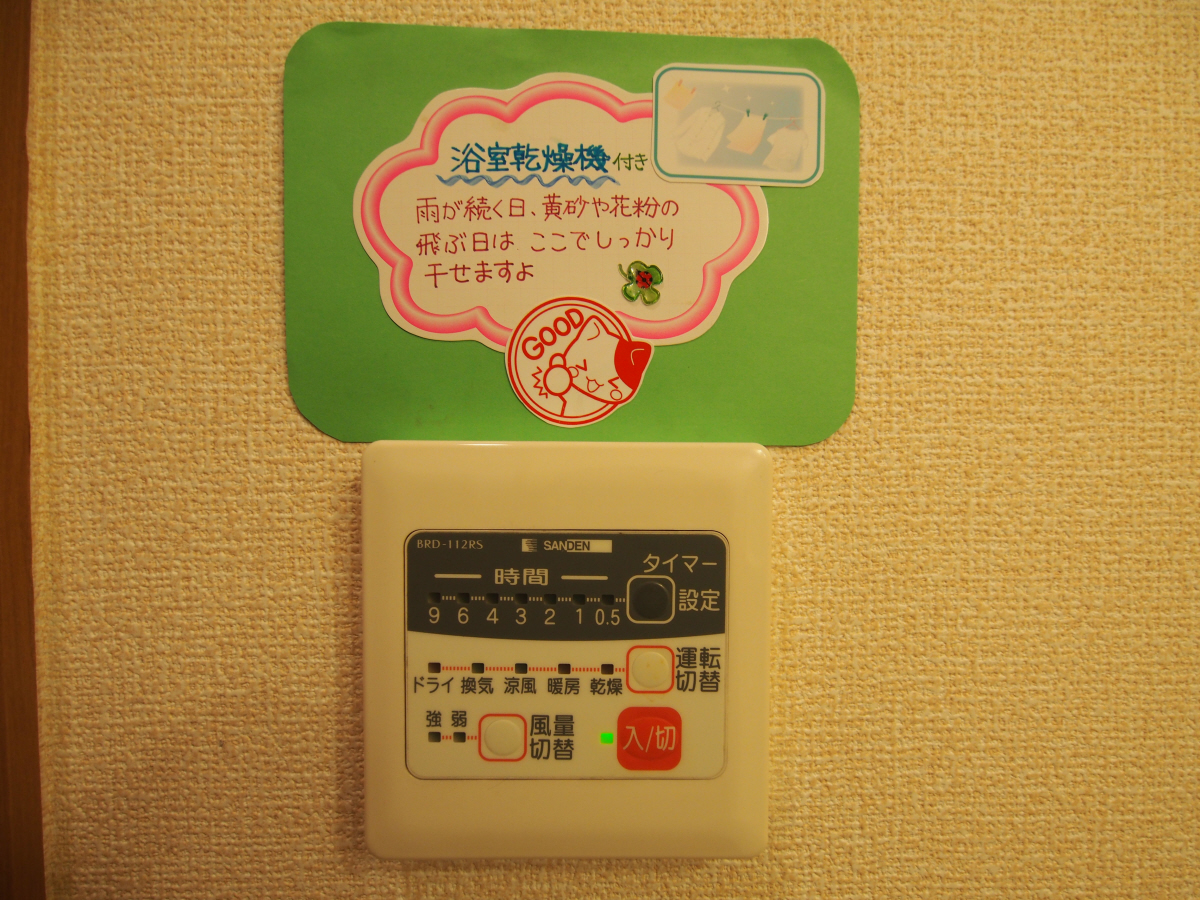 浴室乾燥機付き
雨が続く日、黄砂や花粉の
飛ぶ日は ここでしっかり
干せますよ
GOOD
BRD-112RS SANDEN
タイマー
時間
設定
9 6 4 3 2 1 0.5
運転
切替
ドライ 換気 涼風 暖房 乾燥
強 弱
風量
切替
入/切